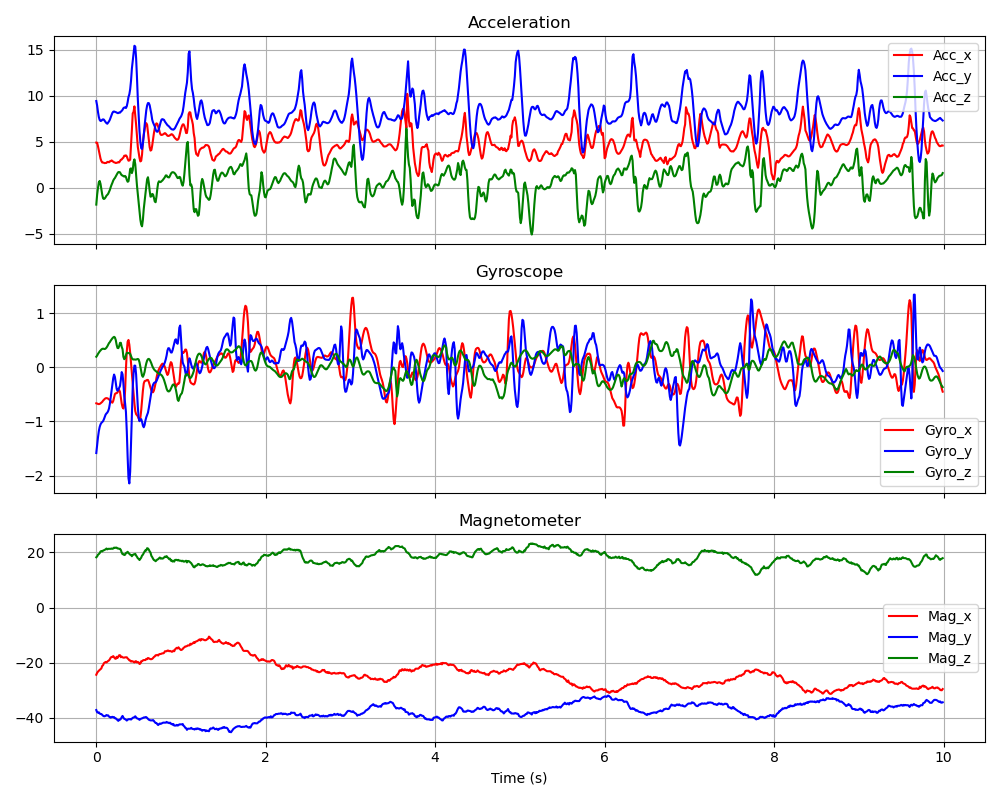 Acceleration
15
10
5
0
−5
Acc_x
Acc_y
Acc_z
Gyroscope
1
0
−1
−2
Gyro_x
Gyro_y
Gyro_z
Magnetometer
20
0
−20
−40
Mag_x
Mag_y
Mag_z
0 2 4 6 8 10
Time (s)